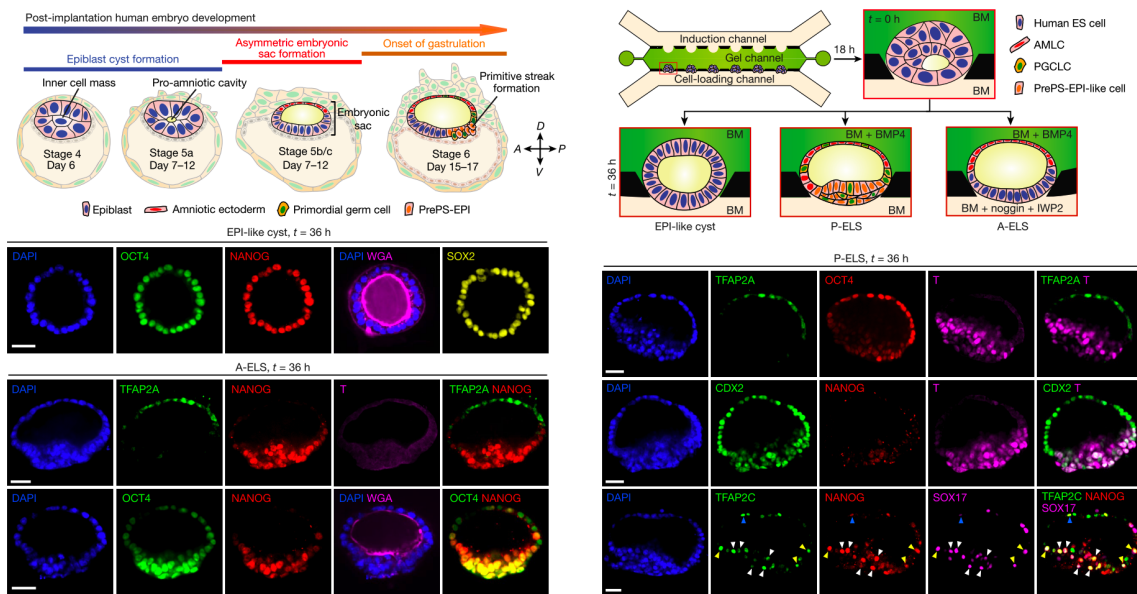 Post-implantation human embryo development
Asymmetric embryonic
sac formation
Onset of gastrulation
Epiblast cyst formation
Inner cell mass
Pro-amniotic cavity
Primitive streak
formation
Embryonic
sac
Stage 4
Day 6
Stage 5a
Day 7–12
Stage 5b/c
Day 7–12
Stage 6
Day 15–17
D
A
P
V
Epiblast
Amniotic ectoderm
Primordial germ cell
PrePS-EPI
Induction channel
Gel channel
Cell-loading channel
18 h
t = 0 h
BM
BM
Human ES cell
AMLC
PGCLC
PrePS-EPI-like cell
t = 36 h
BM
BM
EPI-like cyst
BM + BMP4
BM
P-ELS
BM + BMP4
BM + noggin + IWP2
A-ELS
EPI-like cyst, t = 36 h
DAPI
OCT4
NANOG
DAPI WGA
SOX2
A-ELS, t = 36 h
DAPI
TFAP2A
NANOG
T
TFAP2A NANOG
DAPI
OCT4
NANOG
DAPI WGA
OCT4 NANOG
P-ELS, t = 36 h
DAPI
TFAP2A
OCT4
T
TFAP2A T
DAPI
CDX2
NANOG
T
CDX2 T
DAPI
TFAP2C
NANOG
SOX17
TFAP2C NANOG
SOX17